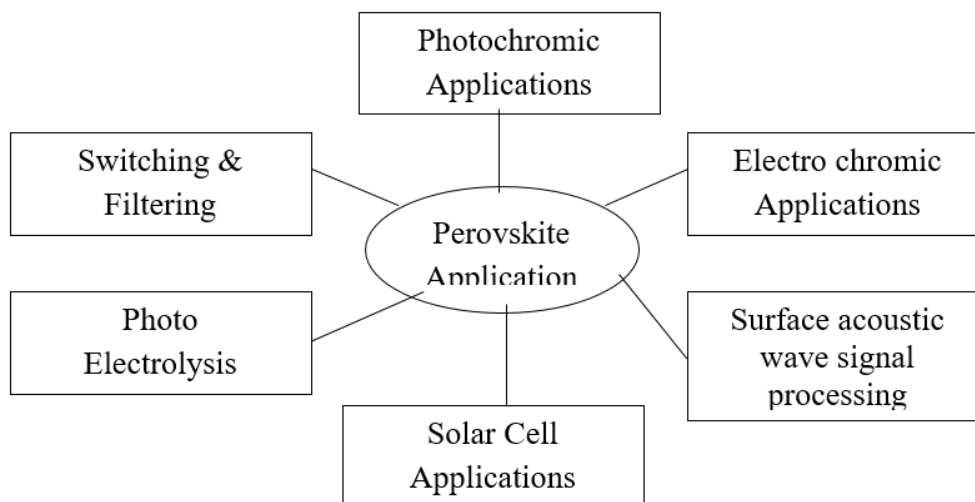 Photochromic
Applications
Switching &
Filtering
Electro chromic
Applications
Perovskite
Application
Photo
Electrolysis
Surface acoustic
wave signal
processing
Solar Cell
Applications